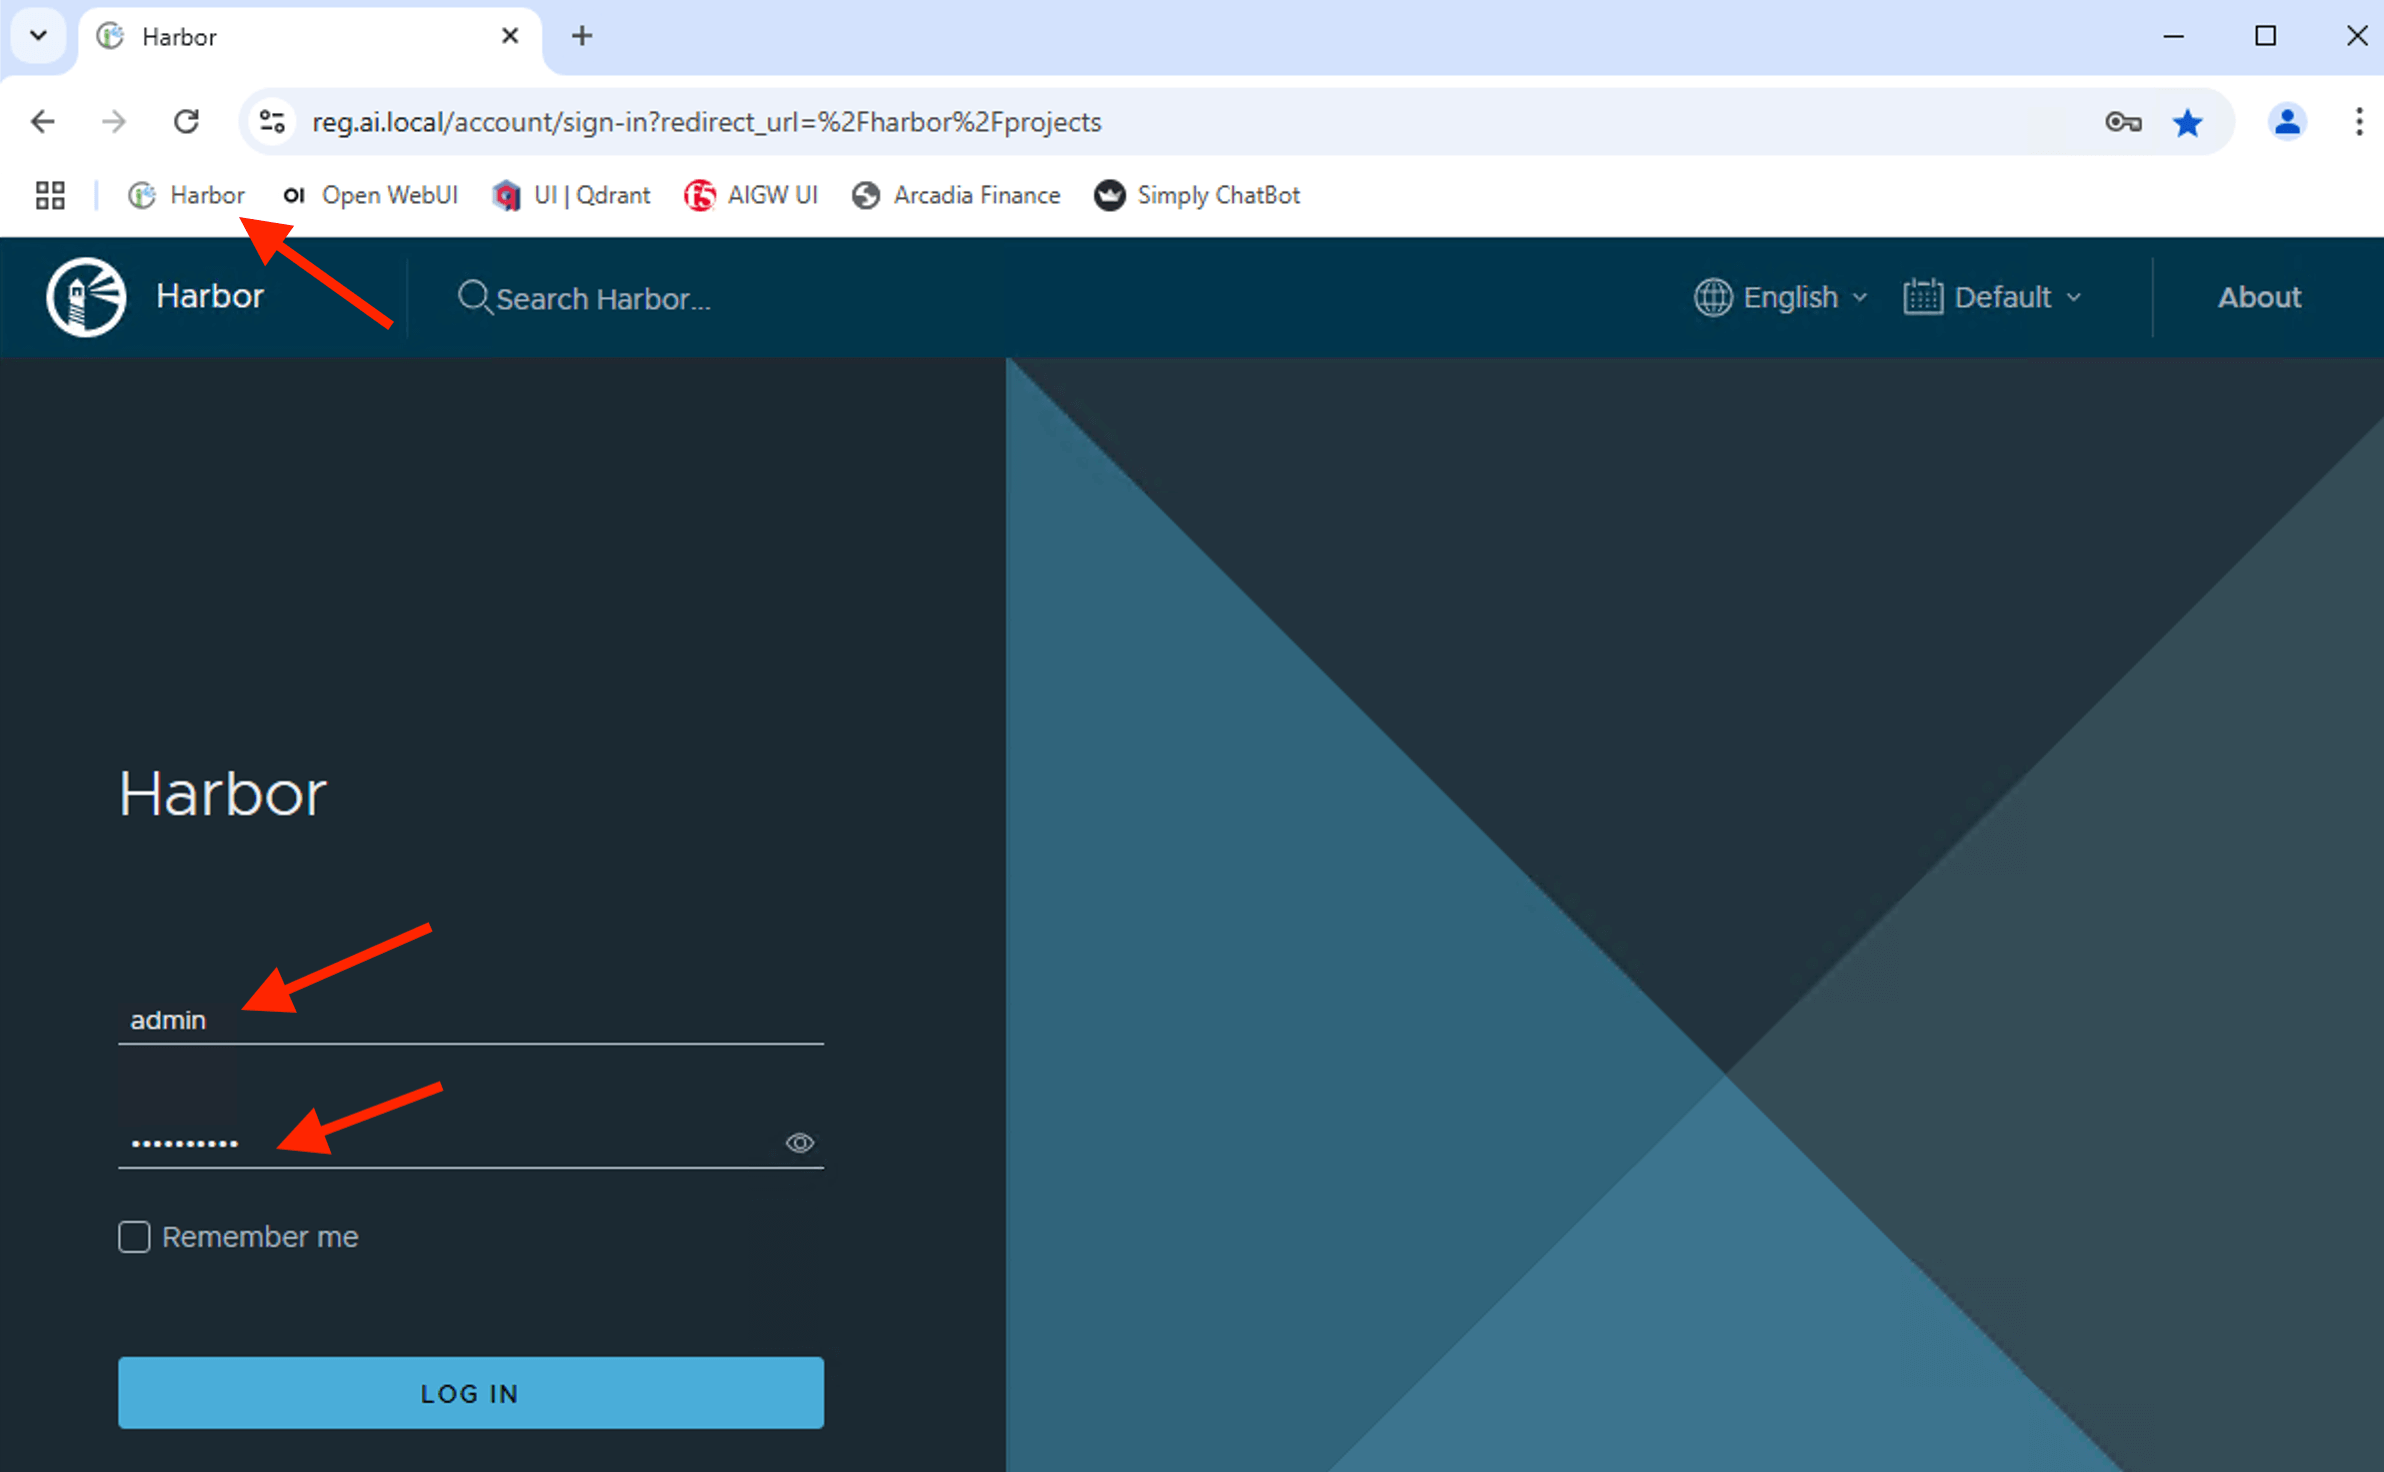 Harbor
reg.ai.local/account/sign-in?redirect_url=%2Fharbor%2Fprojects
Harbor OI Open WebUI UI | Qdrant f5 AIGW UI Arcadia Finance Simply ChatBot
Harbor Search Harbor... English Default About
Harbor
admin
••••••••••
Remember me
LOG IN